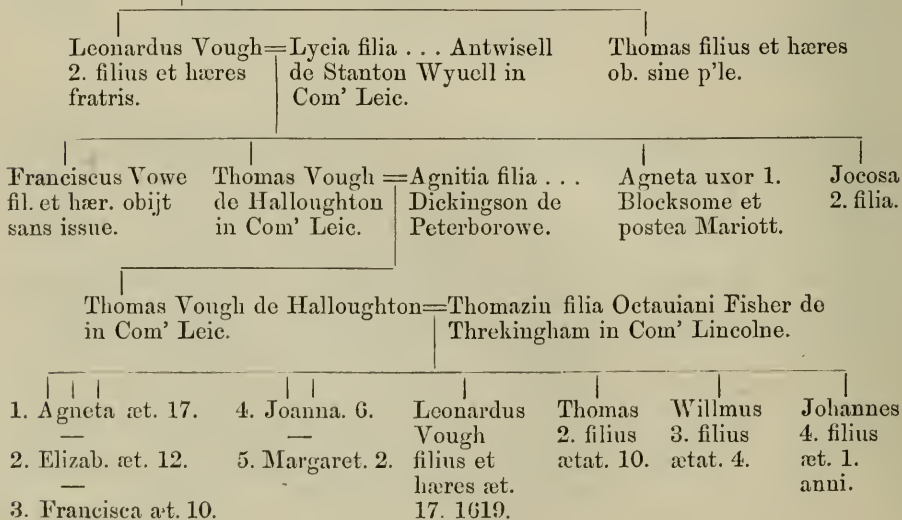 Leonardus Vough=Lycia filia . . . Antwisell
2. filius et hæres de Stanton Wyuell in
fratris. Com' Leic.
Thomas filius et hæres
ob. sine p'le.
Franciscus Vowe
fil. et hær. obijt
sans issue.
Thomas Vough =Agnitia filia . . .
de Halloughton Dickingson de
in Com' Leic. Peterborowe.
Agneta uxor 1.
Blocksome et
postea Mariott.
Jocosa
2. filia.
Thomas Vough de Halloughton=Thomazin filia Octauiani Fisher de
in Com' Leic. Threkingham in Com' Lincolne.
1. Agneta æt. 17.
2. Elizab. æt. 12.
3. Francisca æt. 10.
4. Joanna. 6.
5. Margaret. 2.
Leonardus
Vough
filius et
hæres æt.
17. 1619.
Thomas
2. filius
ætat. 10.
Willmus
3. filius
ætat. 4.
Johannes
4. filius
æt. 1.
anni.